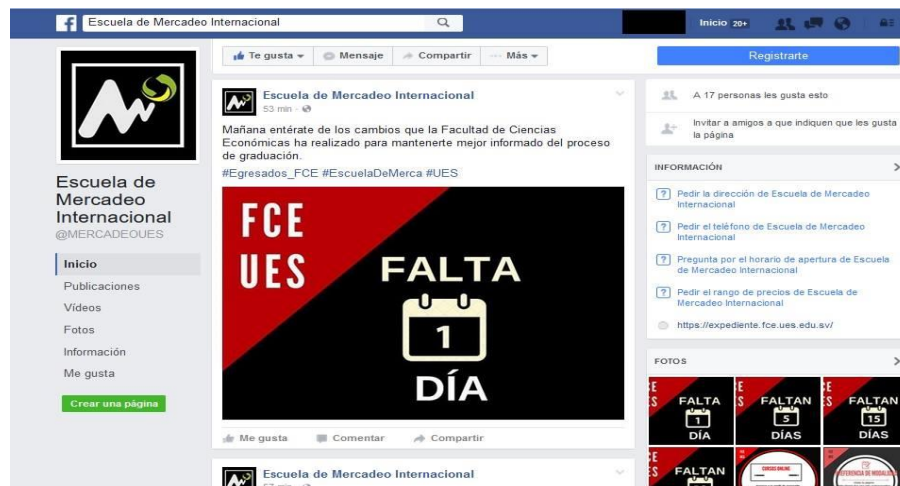 Escuela de Mercadeo Internacional
Inicio 20+
Te gusta
Mensaje
Compartir
Más
Registrarte
Escuela de
Mercadeo
Internacional
@MERCADEOUES
Inicio
Publicaciones
Vídeos
Fotos
Información
Me gusta
Crear una página
Escuela de Mercadeo Internacional
53 min
Mañana entérate de los cambios que la Facultad de Ciencias
Económicas ha realizado para mantenerte mejor informado del proceso
de graduación.
#Egresados_FCE #EscuelaDeMerca #UES
FCE
UES
FALTA
1
DÍA
Me gusta
Comentar
Compartir
Escuela de Mercadeo Internacional
A 17 personas les gusta esto
Invitar a amigos a que indiquen que les gusta
la página
INFORMACIÓN
Pedir la dirección de Escuela de Mercadeo
Internacional
Pedir el teléfono de Escuela de Mercadeo
Internacional
Pregunta por el horario de apertura de Escuela
de Mercadeo Internacional
Pedir el rango de precios de Escuela de
Mercadeo Internacional
https://expediente.fce.ues.edu.sv/
FOTOS
FALTA
1
DÍA
FALTAN
5
DÍAS
FALTAN
15
DÍAS
FALTAN
CURSOS ONLINE